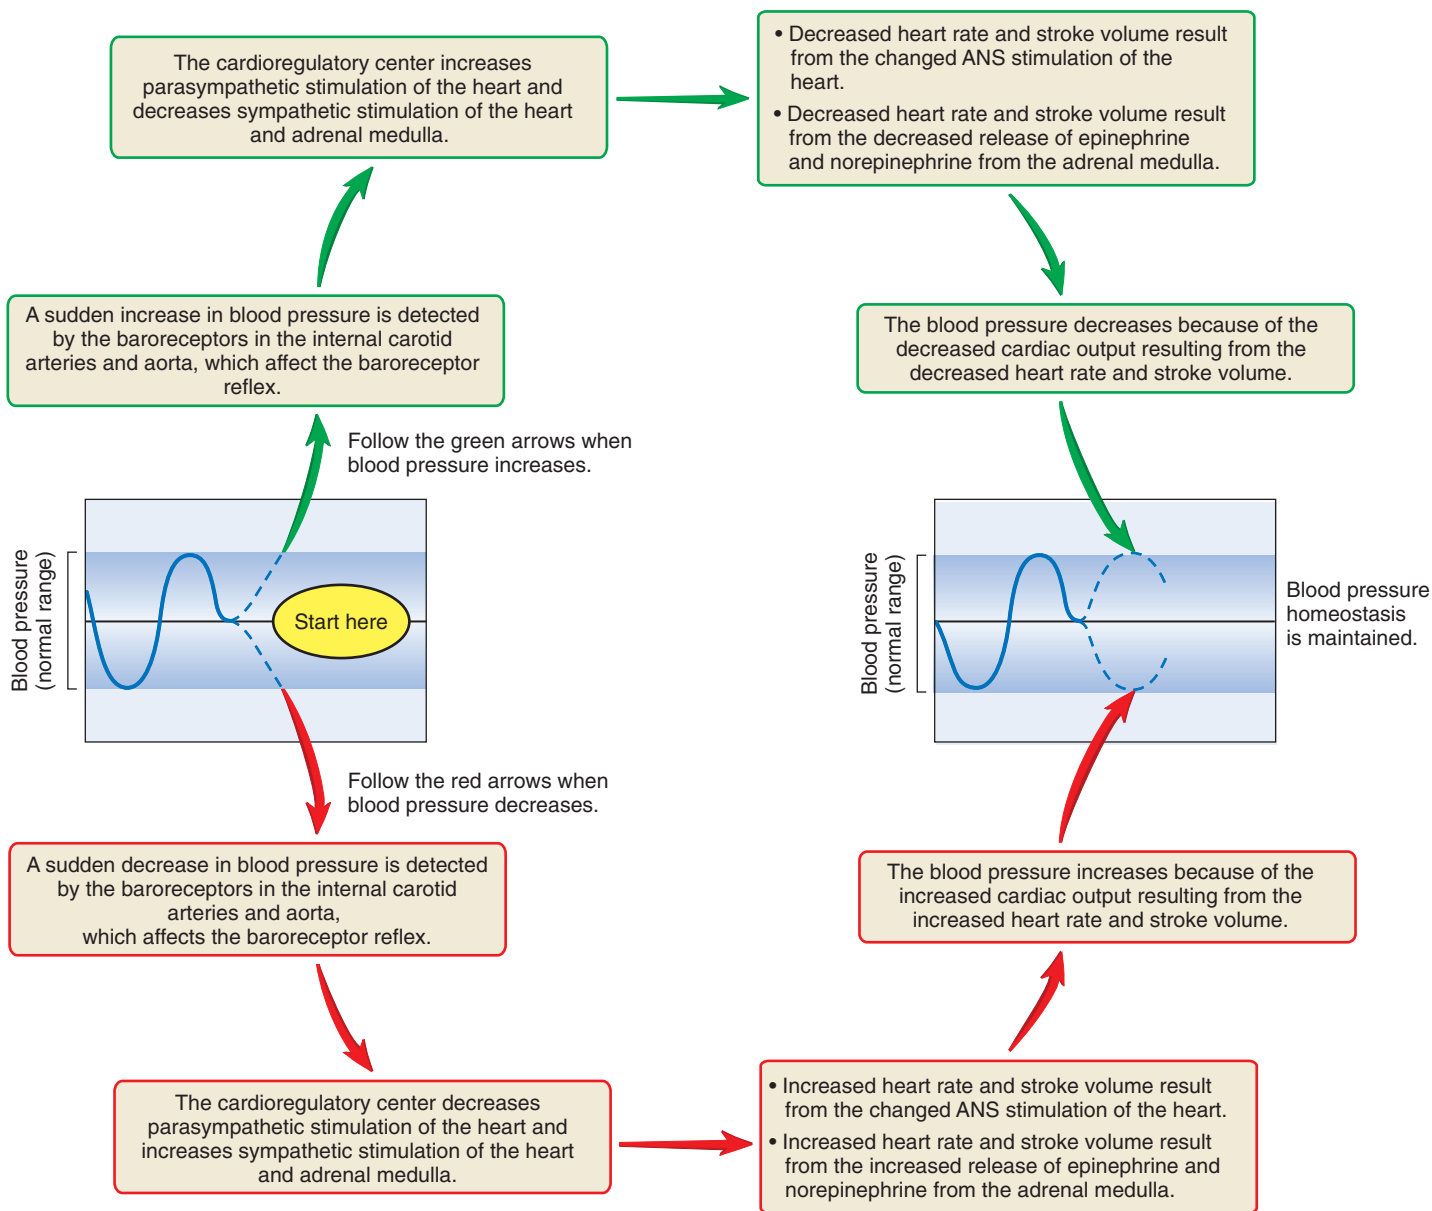 The cardioregulatory center increases
parasympathetic stimulation of the heart and
decreases sympathetic stimulation of the heart
and adrenal medulla.
• Decreased heart rate and stroke volume result
from the changed ANS stimulation of the
heart.
• Decreased heart rate and stroke volume result
from the decreased release of epinephrine
and norepinephrine from the adrenal medulla.
A sudden increase in blood pressure is detected
by the baroreceptors in the internal carotid
arteries and aorta, which affect the baroreceptor
reflex.
The blood pressure decreases because of the
decreased cardiac output resulting from the
decreased heart rate and stroke volume.
Follow the green arrows when
blood pressure increases.
Blood pressure
(normal range)
Start here
Blood pressure
(normal range)
Blood pressure
homeostasis
is maintained.
Follow the red arrows when
blood pressure decreases.
A sudden decrease in blood pressure is detected
by the baroreceptors in the internal carotid
arteries and aorta,
which affects the baroreceptor reflex.
The blood pressure increases because of the
increased cardiac output resulting from the
increased heart rate and stroke volume.
The cardioregulatory center decreases
parasympathetic stimulation of the heart and
increases sympathetic stimulation of the heart
and adrenal medulla.
• Increased heart rate and stroke volume result
from the changed ANS stimulation of the heart.
• Increased heart rate and stroke volume result
from the increased release of epinephrine and
norepinephrine from the adrenal medulla.